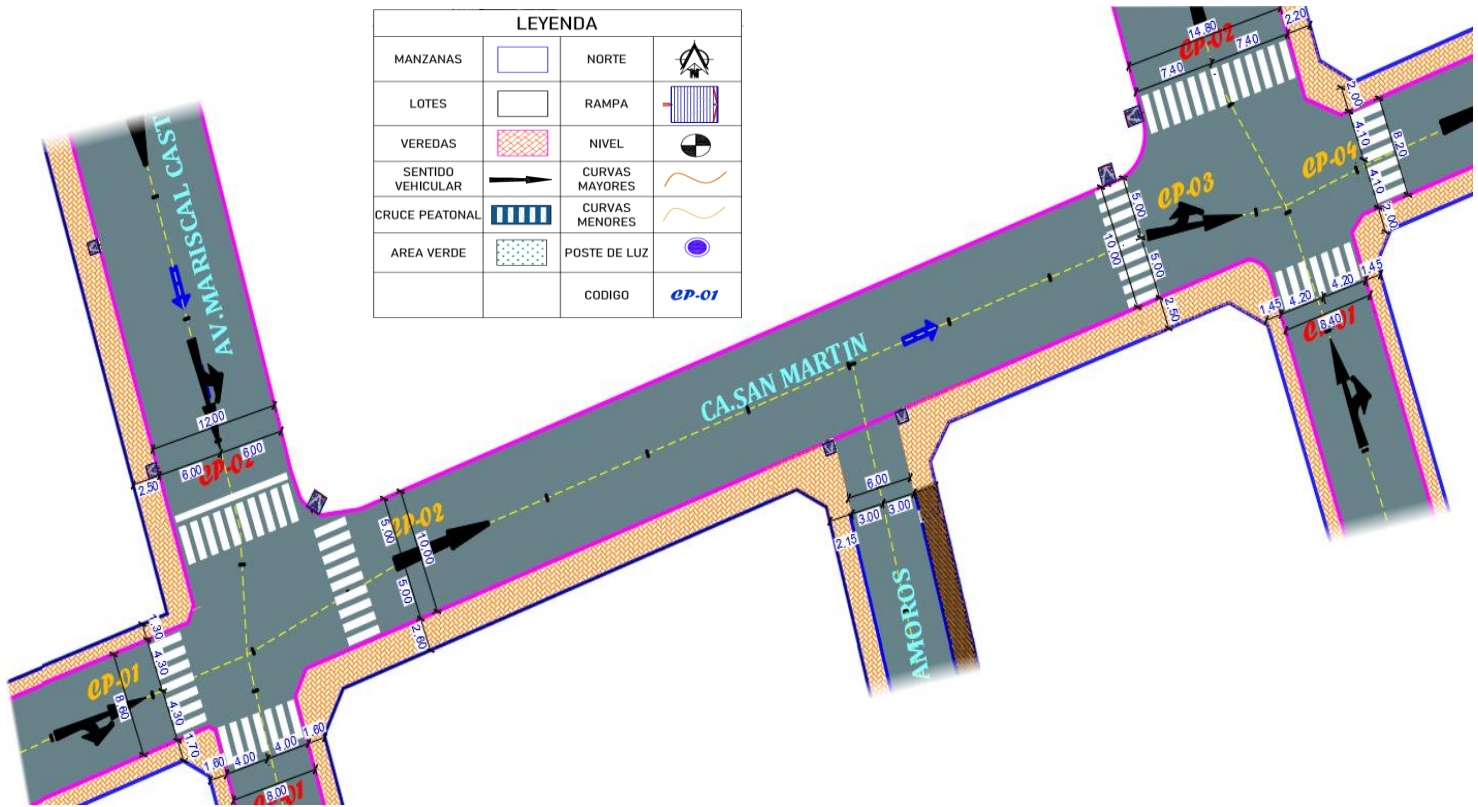 LEYENDA
MANZANAS
NORTE
N
LOTES
RAMPA
VEREDAS
NIVEL
SENTIDO VEHICULAR
CURVAS MAYORES
CRUCE PEATONAL
CURVAS MENORES
AREA VERDE
POSTE DE LUZ
CODIGO
CP-01
AV.MARISCAL CAST
12.00
6.00
6.00
CP-02
2.50
CP-02
5.00
10.00
5.00
2.60
1.30
4.30
CP-01
8.60
4.30
1.70
1.60
4.00
4.00
1.60
8.00
CP-01
CA.SAN MARTIN
6.00
3.00
3.00
2.15
AMOROS
14.80
2.20
CP-02
7.40
7.40
2.00
4.10
8.20
CP-04
4.10
2.00
CP-03
5.00
10.00
5.00
2.50
1.45
4.20
4.20
1.45
8.40
CP-01